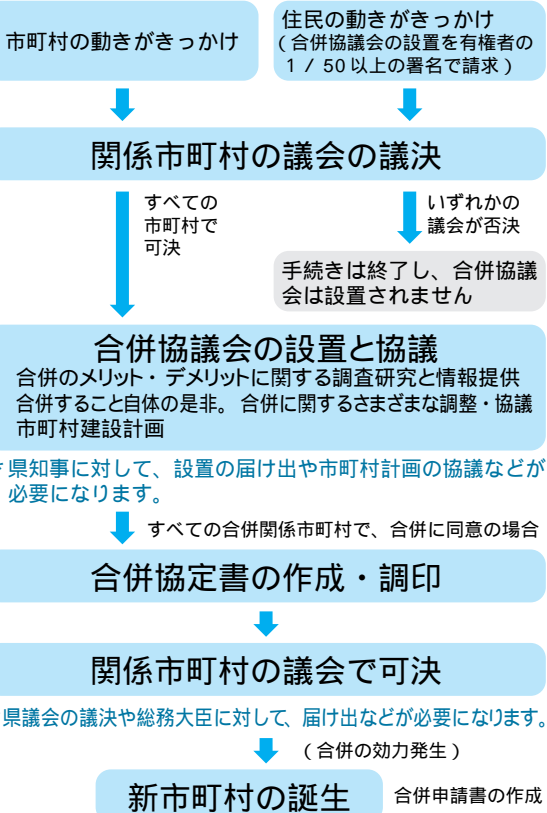 市町村の動きがきっかけ
住民の動きがきっかけ
(合併協議会の設置を有権者の
1 / 50 以上の署名で請求)
関係市町村の議会の議決
すべての
市町村で
可決
いずれかの
議会が否決
手続きは終了し、合併協議
会は設置されません
合併協議会の設置と協議
合併のメリット・デメリットに関する調査研究と情報提供
合併すること自体の是非。合併に関するさまざまな調整・協議
市町村建設計画
県知事に対して、設置の届け出や市町村計画の協議などが
必要になります。
すべての合併関係市町村で、合併に同意の場合
合併協定書の作成・調印
関係市町村の議会で可決
県議会の議決や総務大臣に対して、届け出などが必要になります。
(合併の効力発生)
新市町村の誕生
合併申請書の作成